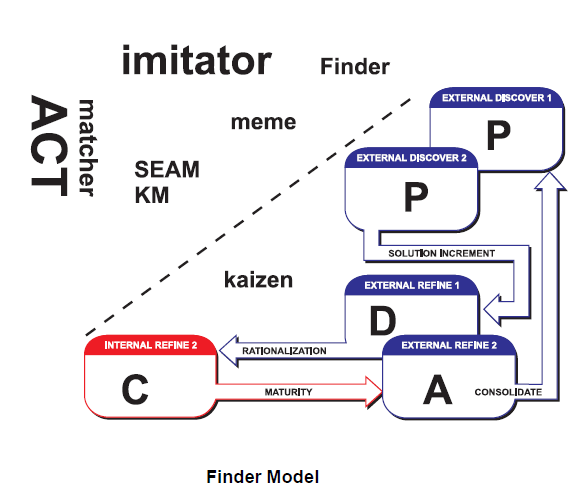 imitator
Finder
matcher
ACT
meme
SEAM
KM
kaizen
EXTERNAL DISCOVER 1
P
EXTERNAL DISCOVER 2
P
SOLUTION INCREMENT
EXTERNAL REFINE 1
D
INTERNAL REFINE 2
C
RATIONALIZATION
MATURITY
EXTERNAL REFINE 2
A
CONSOLIDATE
Finder Model